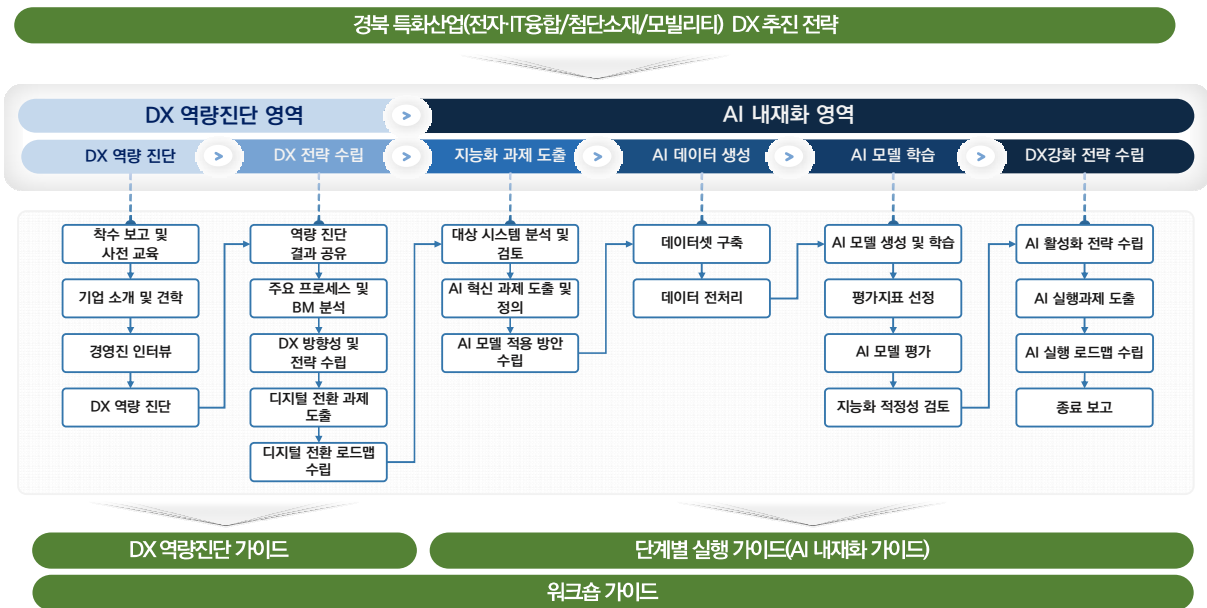 경북 특화산업(전자·IT융합/첨단소재/모빌리티) DX 추진 전략
DX 역량진단 영역
>
AI 내재화 영역
DX 역량 진단
>
DX 전략 수립
>
지능화 과제 도출
>
AI 데이터 생성
>
AI 모델 학습
>
DX강화 전략 수립
착수 보고 및
사전 교육
기업 소개 및 견학
경영진 인터뷰
DX 역량 진단
역량 진단
결과 공유
주요 프로세스 및
BM 분석
DX 방향성 및
전략 수립
디지털 전환 과제
도출
디지털 전환 로드맵
수립
대상 시스템 분석 및
검토
AI 혁신 과제 도출 및
정의
AI 모델 적용 방안
수립
데이터셋 구축
데이터 전처리
AI 모델 생성 및 학습
평가지표 선정
AI 모델 평가
지능화 적정성 검토
AI 활성화 전략 수립
AI 실행과제 도출
AI 실행 로드맵 수립
종료 보고
DX 역량진단 가이드
단계별 실행 가이드(AI 내재화 가이드)
워크숍 가이드